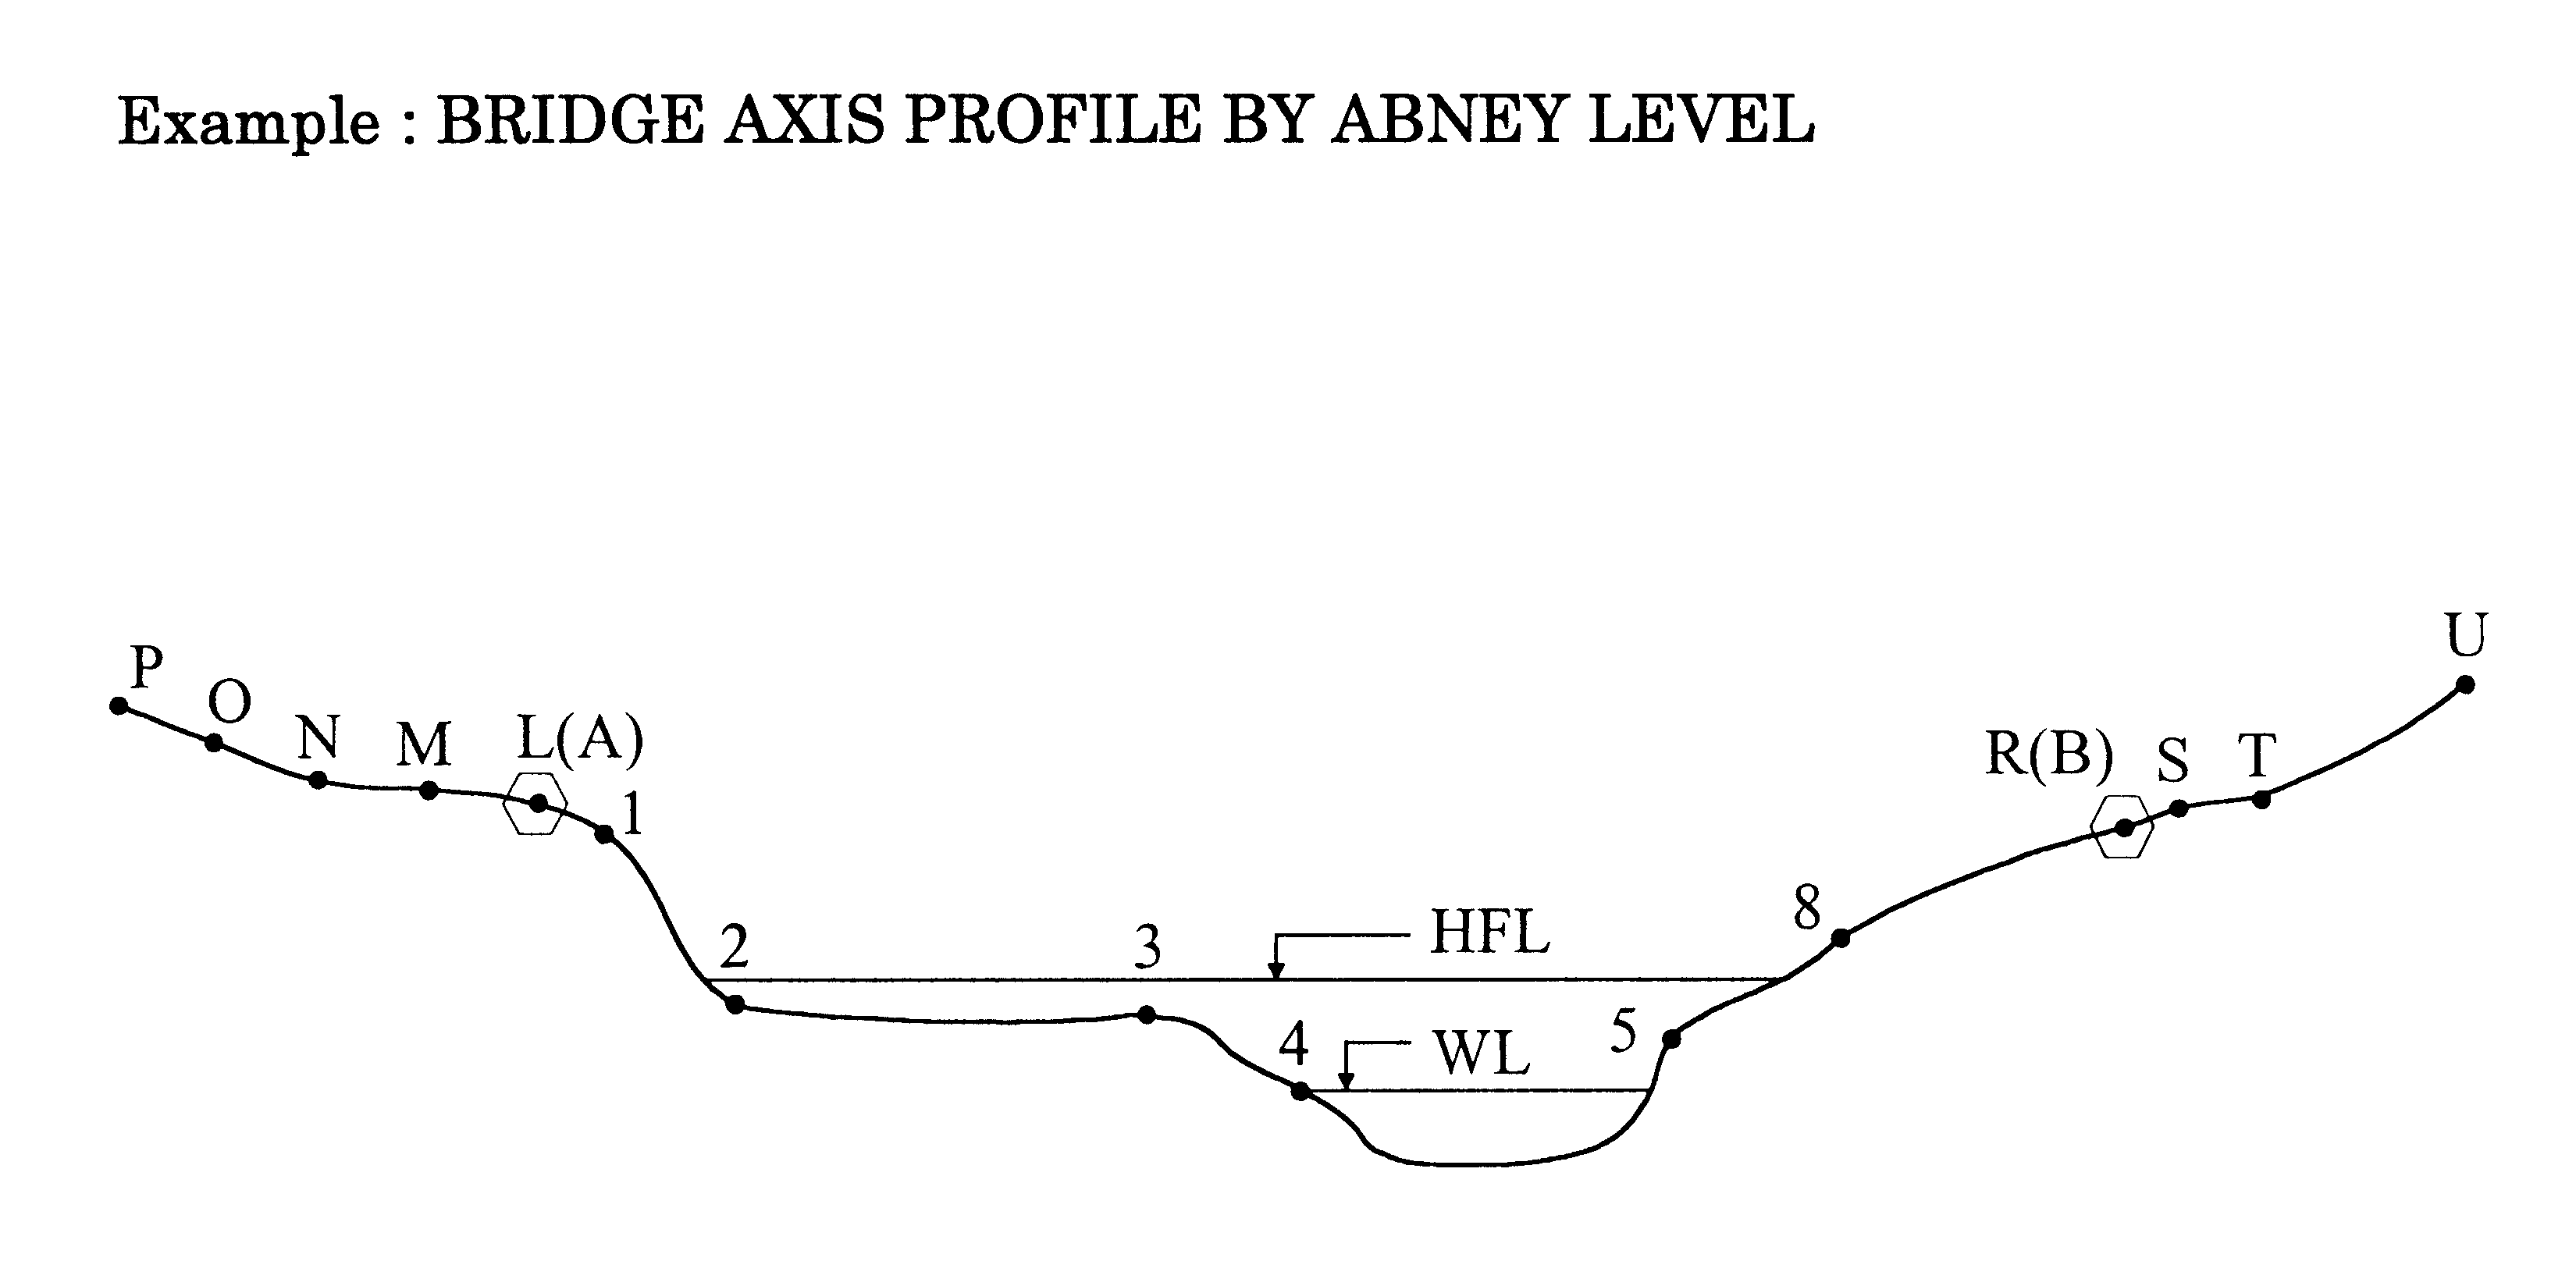 Example : BRIDGE AXIS PROFILE BY ABNEY LEVEL
U
P
O
N
M
L(A)
R(B)
S
T
1
8
2
3
HFL
4
WL
5